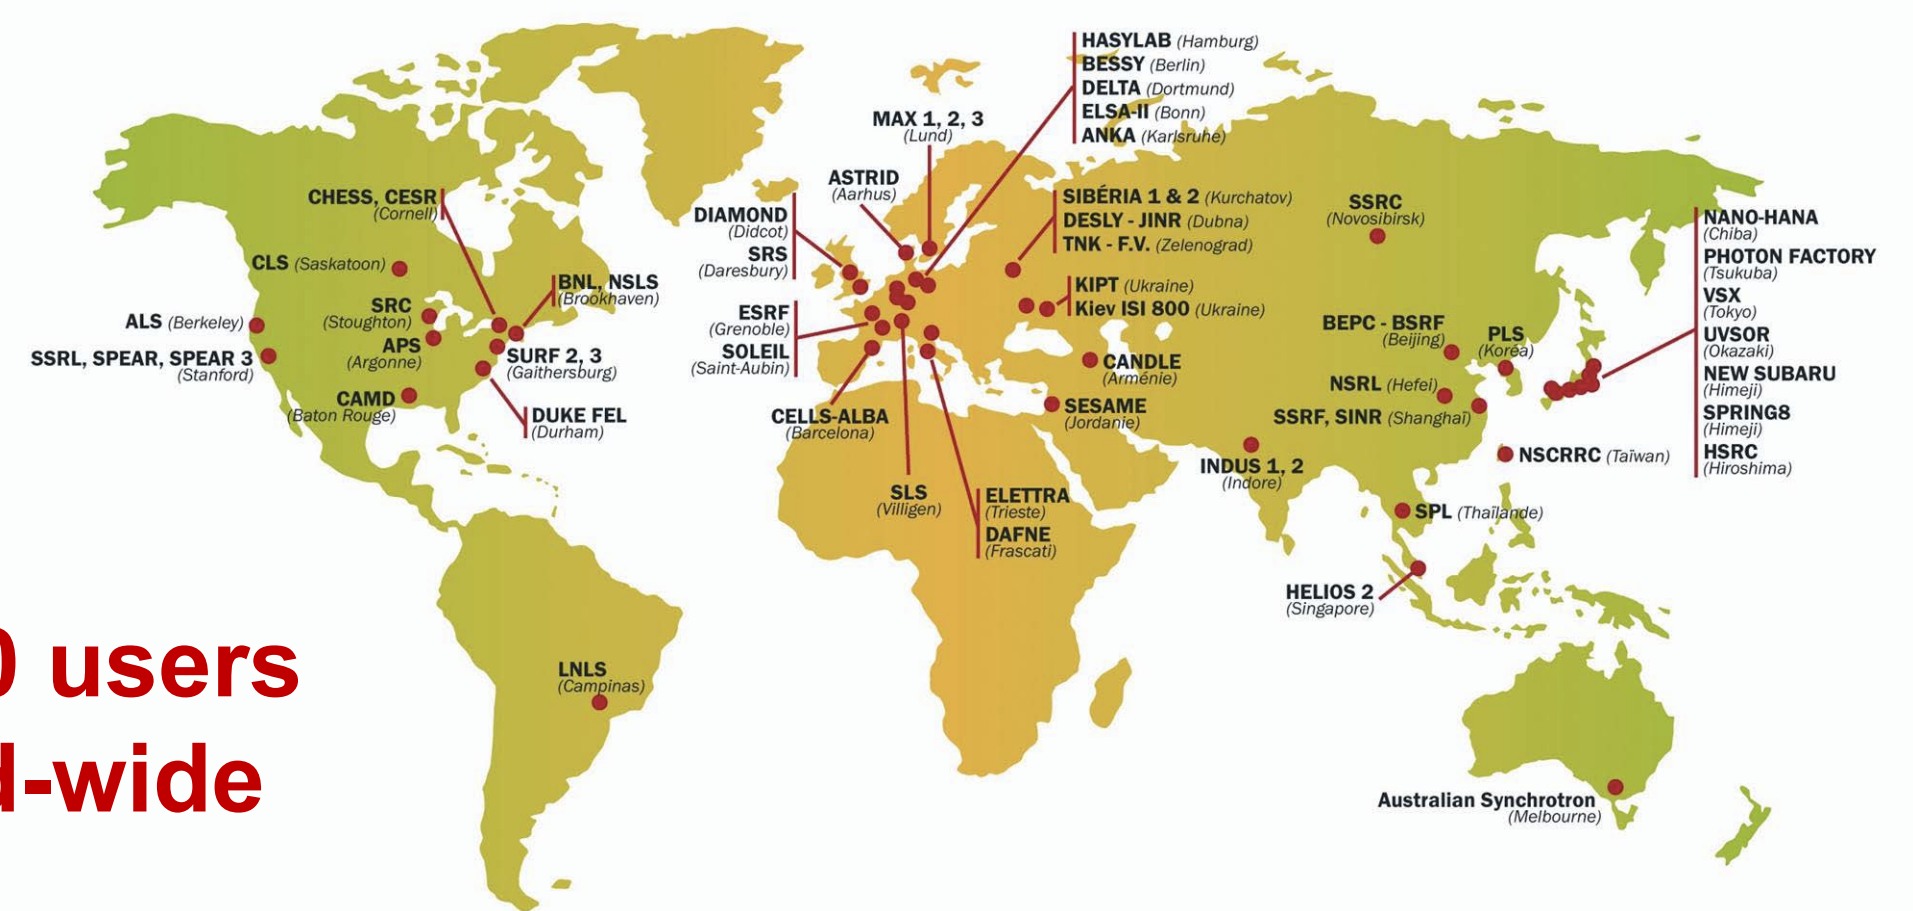 HASYLAB (Hamburg)
BESSY (Berlin)
DELTA (Dortmund)
ELSA-II (Bonn)
ANKA (Karlsruhe)
MAX 1, 2, 3
(Lund)
ASTRID
(Aarhus)
CHESS, CESR
(Cornell)
DIAMOND
(Didcot)
SRS
(Daresbury)
SIBÉRIA 1 & 2 (Kurchatov)
DESLY - JINR (Dubna)
TNK - F.V. (Zelenograd)
SSRC
(Novosibirsk)
NANO-HANA
(Chiba)
PHOTON FACTORY
(Tsukuba)
VSX
(Tokyo)
UVSOR
(Okazaki)
NEW SUBARU
(Himeji)
SPRING8
(Himeji)
HSRC
(Hiroshima)
CLS (Saskatoon)
BNL, NSLS
(Brookhaven)
KIPT (Ukraine)
Kiev ISI 800 (Ukraine)
SRC
(Stoughton)
ALS (Berkeley)
ESRF
(Grenoble)
SOLEIL
(Saint-Aubin)
BEPC - BSRF
(Beijing)
PLS
(Koréa)
APS
(Argonne)
SURF 2, 3
(Gaithersburg)
SSRL, SPEAR, SPEAR 3
(Stanford)
CANDLE
(Arménie)
NSRL (Hefei)
CAMD
(Baton Rouge)
DUKE FEL
(Durham)
CELLS-ALBA
(Barcelona)
SESAME
(Jordanie)
SSRF, SINR (Shanghaï)
NSCRRC (Taïwan)
INDUS 1, 2
(Indore)
SLS
(Villigen)
ELETTRA
(Trieste)
DAFNE
(Frascati)
SPL (Thaïlande)
HELIOS 2
(Singapore)
0 users
d-wide
LNLS
(Campinas)
Australian Synchrotron
(Melbourne)